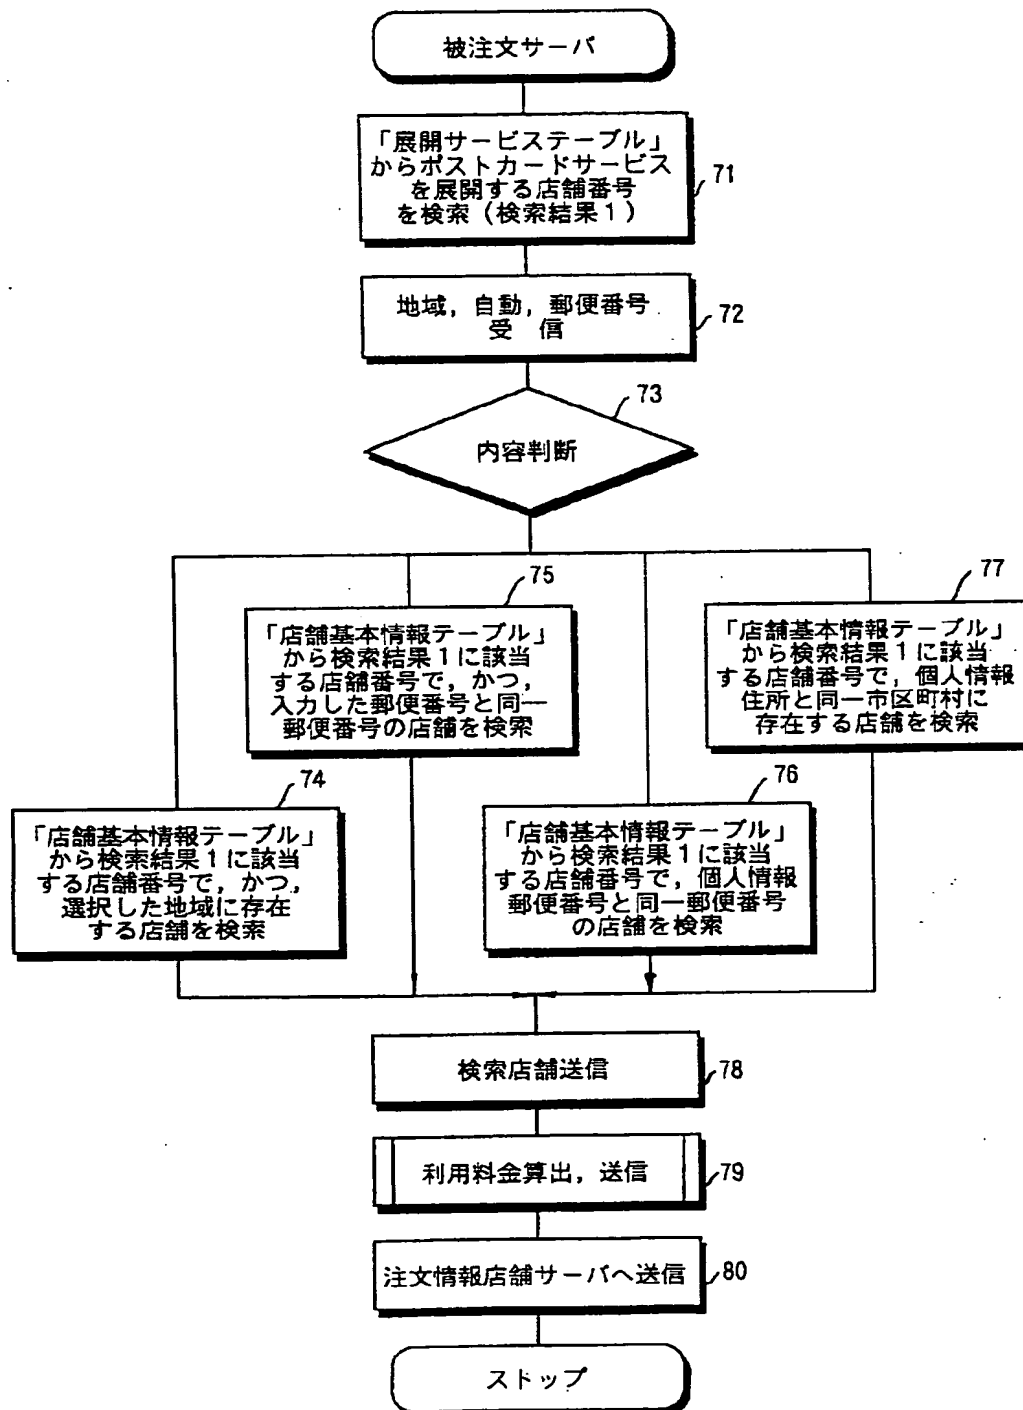 被注文サーバ
「展開サービステーブル」
からポストカードサービス
を展開する店舗番号
を検索(検索結果1)
71
地域,自動,郵便番号
受 信
72
73
内容判断
75
「店舗基本情報テーブル」
から検索結果1に該当
する店舗番号で,かつ,
入力した郵便番号と同一
郵便番号の店舗を検索
77
「店舗基本情報テーブル」
から検索結果1に該当
する店舗番号で,個人情報
住所と同一市区町村に
存在する店舗を検索
74
「店舗基本情報テーブル」
から検索結果1に該当
する店舗番号で,かつ,
選択した地域に存在
する店舗を検索
76
「店舗基本情報テーブル」
から検索結果1に該当
する店舗番号で,個人情報
郵便番号と同一郵便番号
の店舗を検索
検索店舗送信
78
利用料金算出,送信
79
注文情報店舗サーバへ送信
80
ストップ